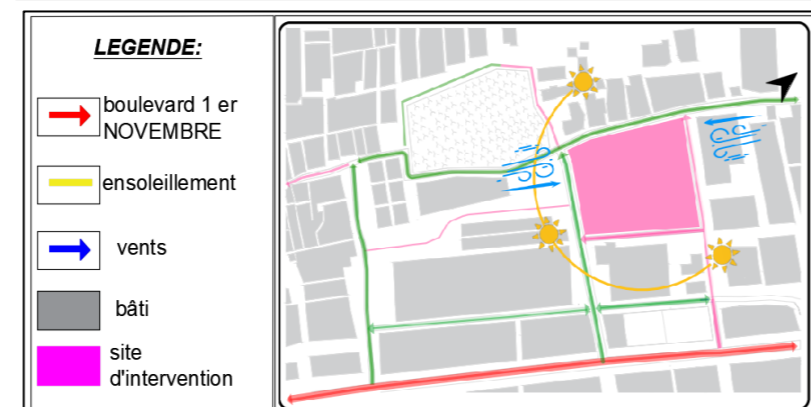 LEGENDE:
boulevard 1 er
NOVEMBRE
ensoleillement
vents
bâti
site
d'intervention